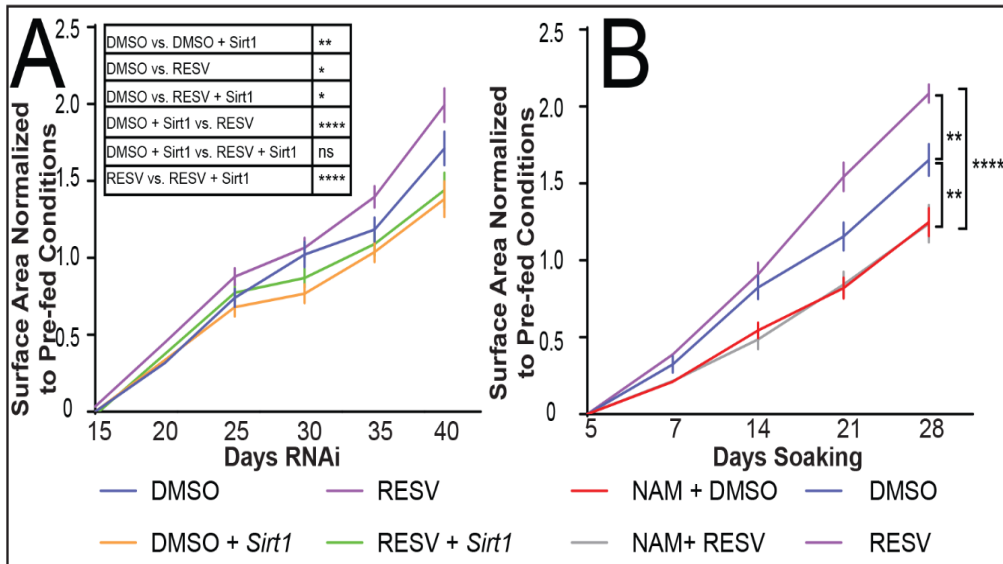 A
DMSO vs. DMSO + Sirt1 **
DMSO vs. RESV *
DMSO vs. RESV + Sirt1 *
DMSO + Sirt1 vs. RESV ****
DMSO + Sirt1 vs. RESV + Sirt1 ns
RESV vs. RESV + Sirt1 ****
Surface Area Normalized
to Pre-fed Conditions
2.5
2.0
1.5
1.0
0.5
0
15 20 25 30 35 40
Days RNAi
DMSO RESV
DMSO + Sirt1 RESV + Sirt1
B
Surface Area Normalized
to Pre-fed Conditions
2.5
2.0
1.5
1.0
0.5
0
**
**
****
5 7 14 21 28
Days Soaking
NAM + DMSO DMSO
NAM+ RESV RESV